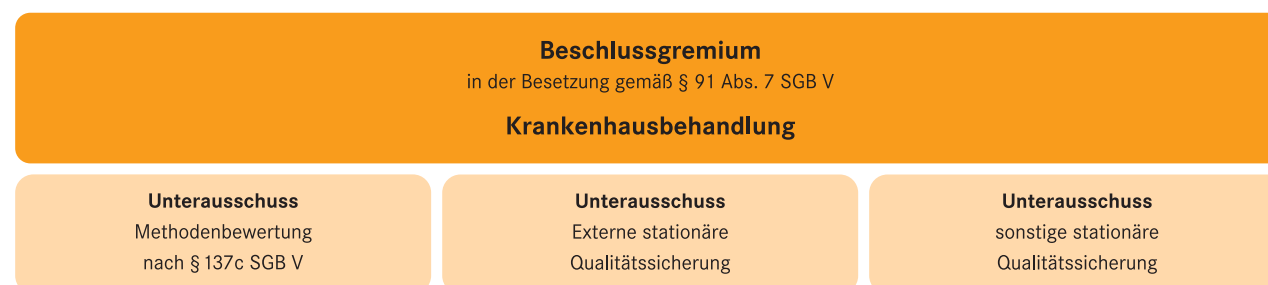 Beschlussgremium
in der Besetzung gemäß § 91 Abs. 7 SGB V
Krankenhausbehandlung
Unterausschuss
Methodenbewertung
nach § 137c SGB V
Unterausschuss
Externe stationäre
Qualitätssicherung
Unterausschuss
sonstige stationäre
Qualitätssicherung